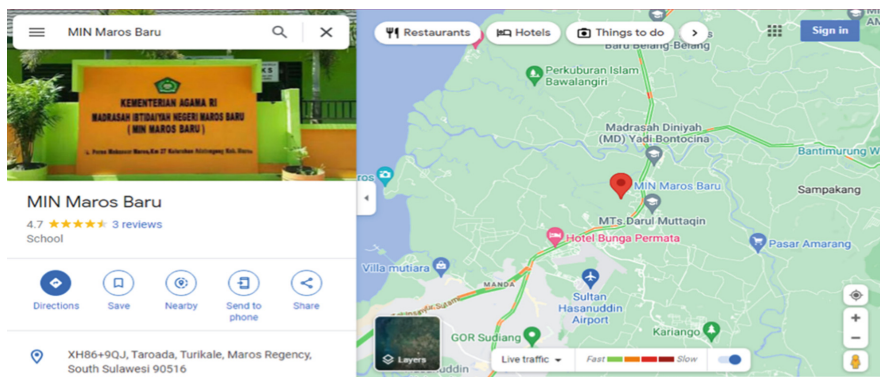 MIN Maros Baru
KEMENTERIAN AGAMA RI
MADRASAH IBTIDAIYAH NEGERI MAROS BARU
( MIN MAROS BARU )
MIN Maros Baru
4.7
3 reviews
School
Directions
Save
Nearby
Send to
phone
Share
XH86+9QJ, Taroada, Turikale, Maros Regency,
South Sulawesi 90516
Restaurants
Hotels
Things to do
Sign in
Baru Belang-Belang
Perkuburan Islam
Bawalangiri
Madrasah Diniyah
(MD) Yadi Bontocina
Bantimurung W
MIN Maros Baru
Sampakang
MTs Darul Muttaqin
Hotel Bunga Permata
Pasar Amarang
Villa mutiara
MANDA
Sultan
Hasanuddin
Airport
GOR Sudiang
Kariango
Layers
Live traffic
Fast
Slow